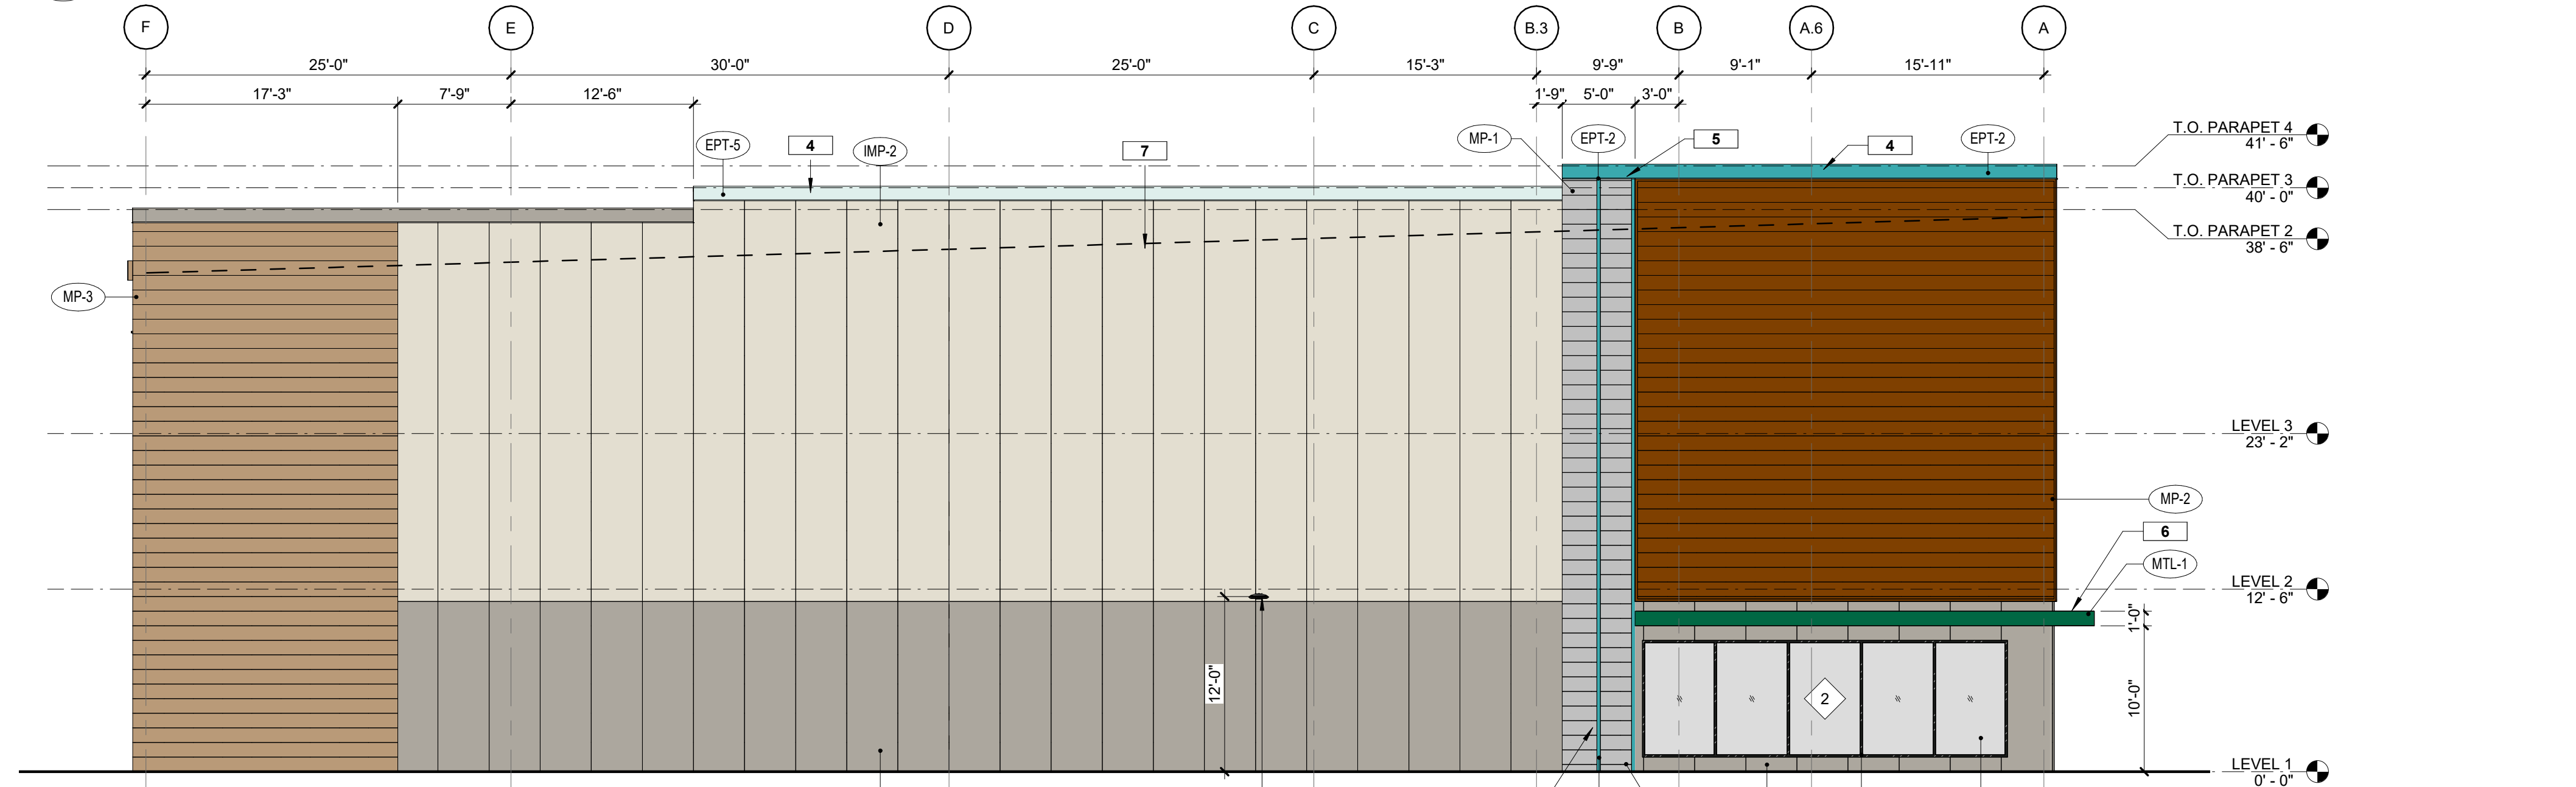 F E D C B.3 B A.6 A
25'-0" 30'-0" 25'-0" 15'-3" 9'-9" 9'-1" 15'-11"
17'-3" 7'-9" 12'-6" 1'-9" 5'-0" 3'-0"
EPT-5 4 IMP-2 7 MP-1 EPT-2 5 4 EPT-2
T.O. PARAPET 4
41' - 6"
T.O. PARAPET 3
40' - 0"
T.O. PARAPET 2
38' - 6"
MP-3
LEVEL 3
23' - 2"
MP-2
6
MTL-1
LEVEL 2
12' - 6"
1'-0"
12'-0"
2
10'-0"
LEVEL 1
0' - 0"